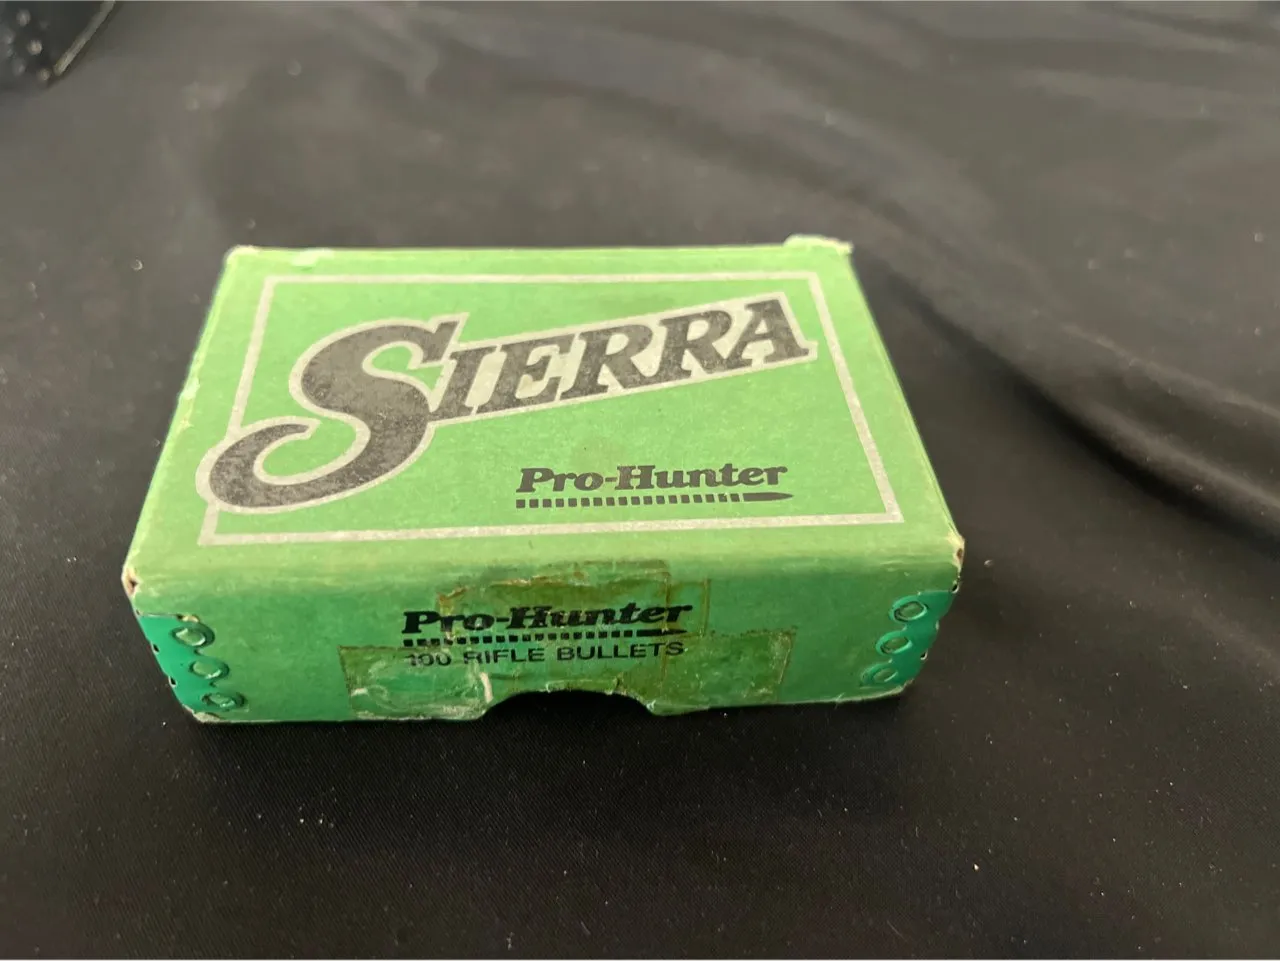 SIERRA
Pro-Hunter
Pro-Hunter
100 RIFLE BULLETS